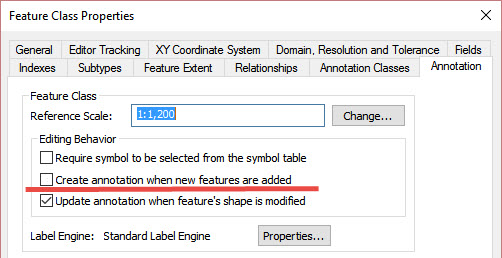 Feature Class Properties
General Editor Tracking XY Coordinate System Domain, Resolution and Tolerance Fields
Indexes Subtypes Feature Extent Relationships Annotation Classes Annotation
Feature Class
Reference Scale: 1:1,200 Change...
Editing Behavior
Require symbol to be selected from the symbol table
Create annotation when new features are added
Update annotation when feature's shape is modified
Label Engine: Standard Label Engine Properties...